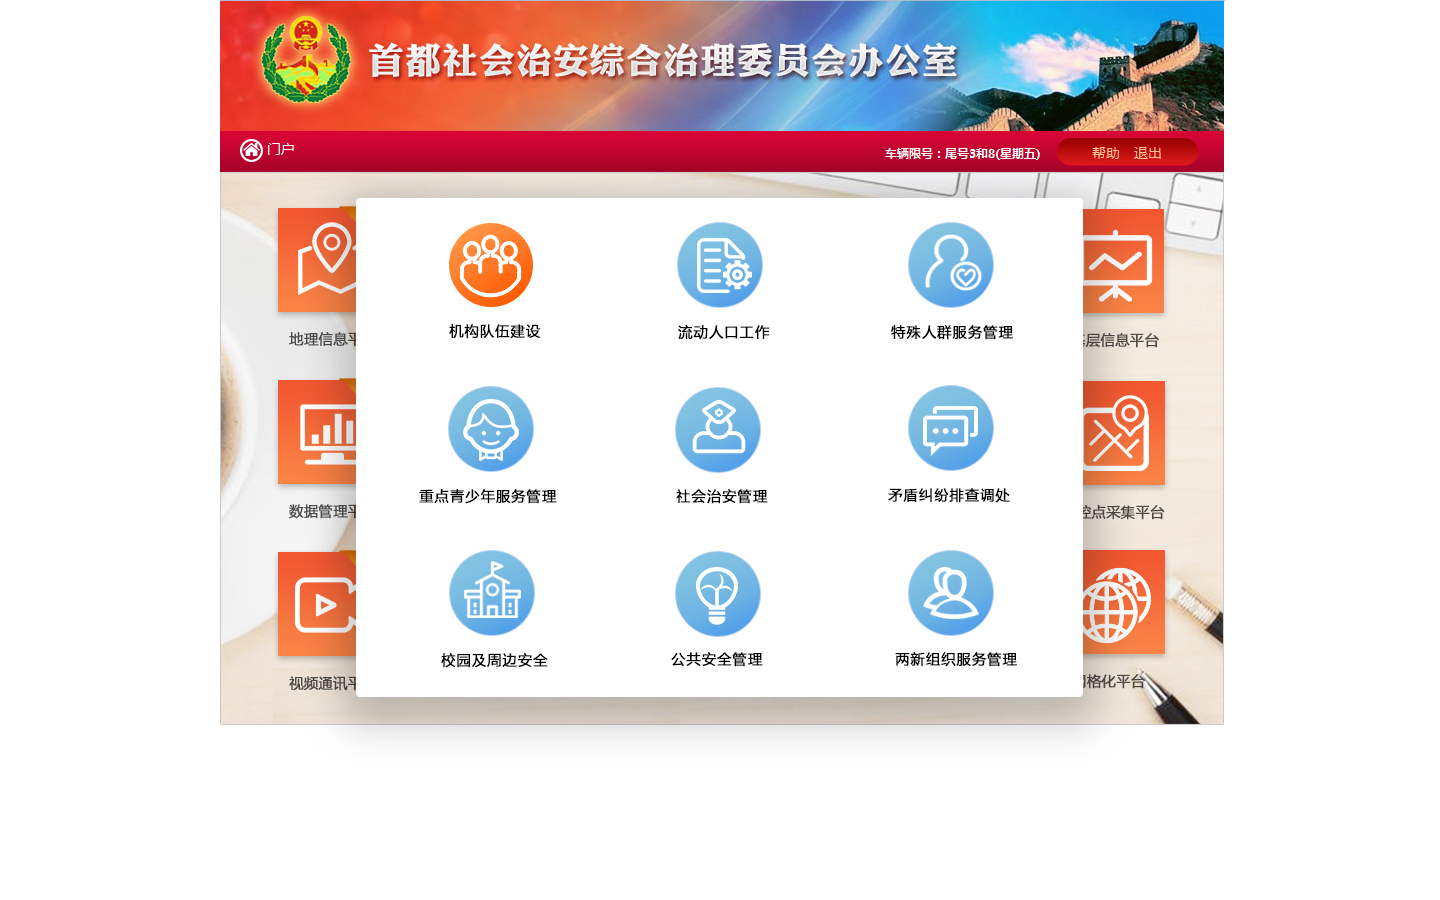 首都社会治安综合治理委员会办公室
门户
车辆限号：尾号3和8(星期五)
帮助 退出
机构队伍建设
流动人口工作
特殊人群服务管理
地理信息
层信息平台
重点青少年服务管理
社会治安管理
矛盾纠纷排查调处
数据管理
点采集平台
校园及周边安全
公共安全管理
两新组织服务管理
视频通讯
格化平台